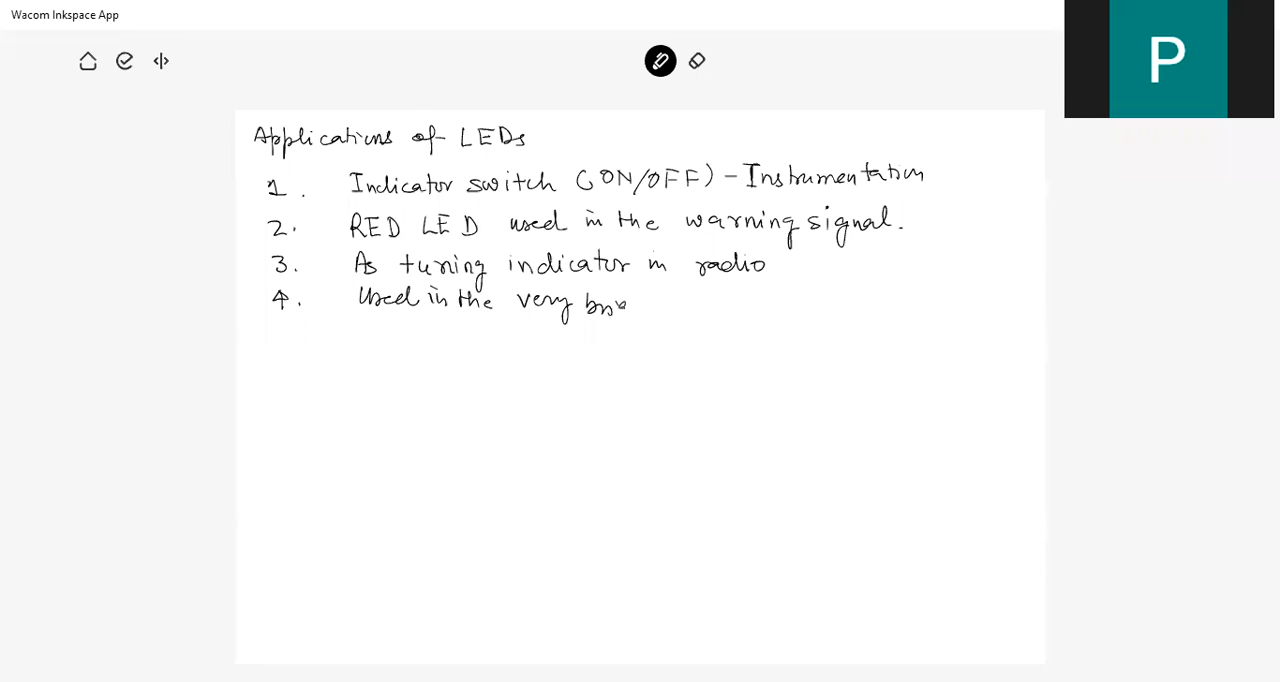 Wacom Inkspace App
P
Applications of LEDs
1. Indicator switch (ON/OFF) - Instrumentation
2. RED LED used in the warning signal.
3. As tuning indicator in radio
4. Used in the very